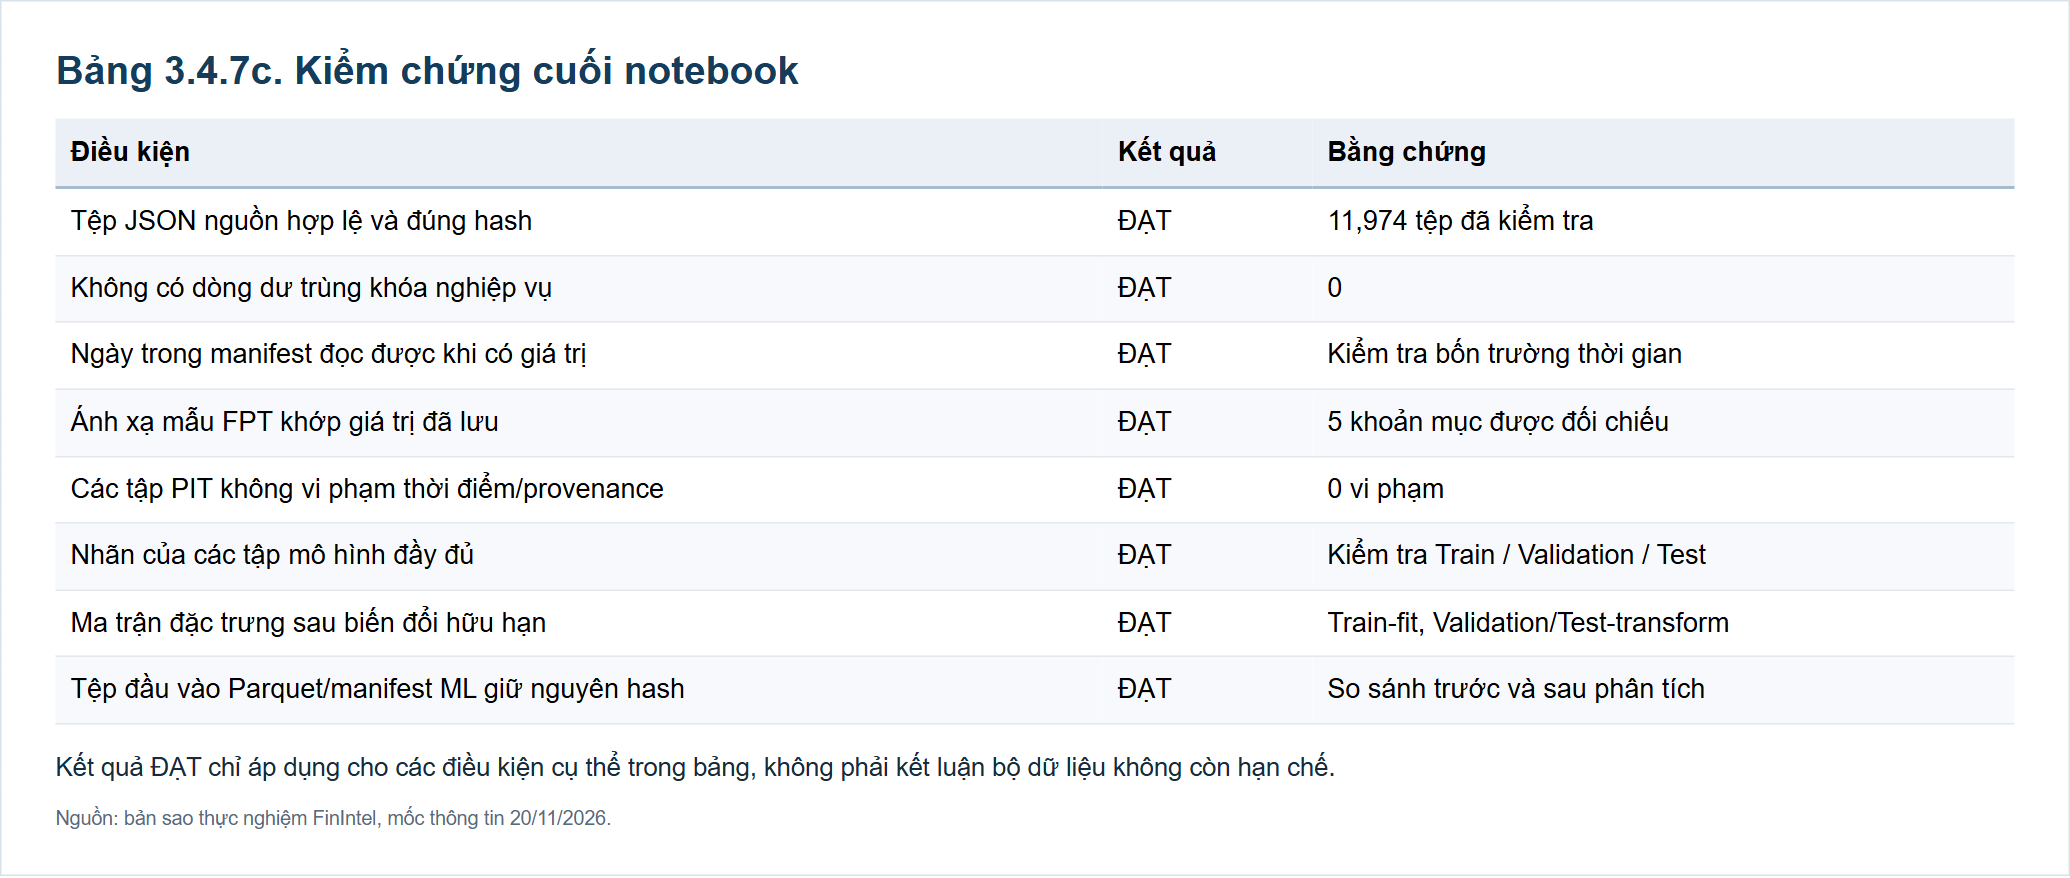 Bảng 3.4.7c. Kiểm chứng cuối notebook
Điều kiện Kết quả Bằng chứng
Tệp JSON nguồn hợp lệ và đúng hash ĐẠT 11,974 tệp đã kiểm tra
Không có dòng dư trùng khóa nghiệp vụ ĐẠT 0
Ngày trong manifest đọc được khi có giá trị ĐẠT Kiểm tra bốn trường thời gian
Ánh xạ mẫu FPT khớp giá trị đã lưu ĐẠT 5 khoản mục được đối chiếu
Các tập PIT không vi phạm thời điểm/provenance ĐẠT 0 vi phạm
Nhãn của các tập mô hình đầy đủ ĐẠT Kiểm tra Train / Validation / Test
Ma trận đặc trưng sau biến đổi hữu hạn ĐẠT Train-fit, Validation/Test-transform
Tệp đầu vào Parquet/manifest ML giữ nguyên hash ĐẠT So sánh trước và sau phân tích
Kết quả ĐẠT chỉ áp dụng cho các điều kiện cụ thể trong bảng, không phải kết luận bộ dữ liệu không còn hạn chế.
Nguồn: bản sao thực nghiệm FinIntel, mốc thông tin 20/11/2026.